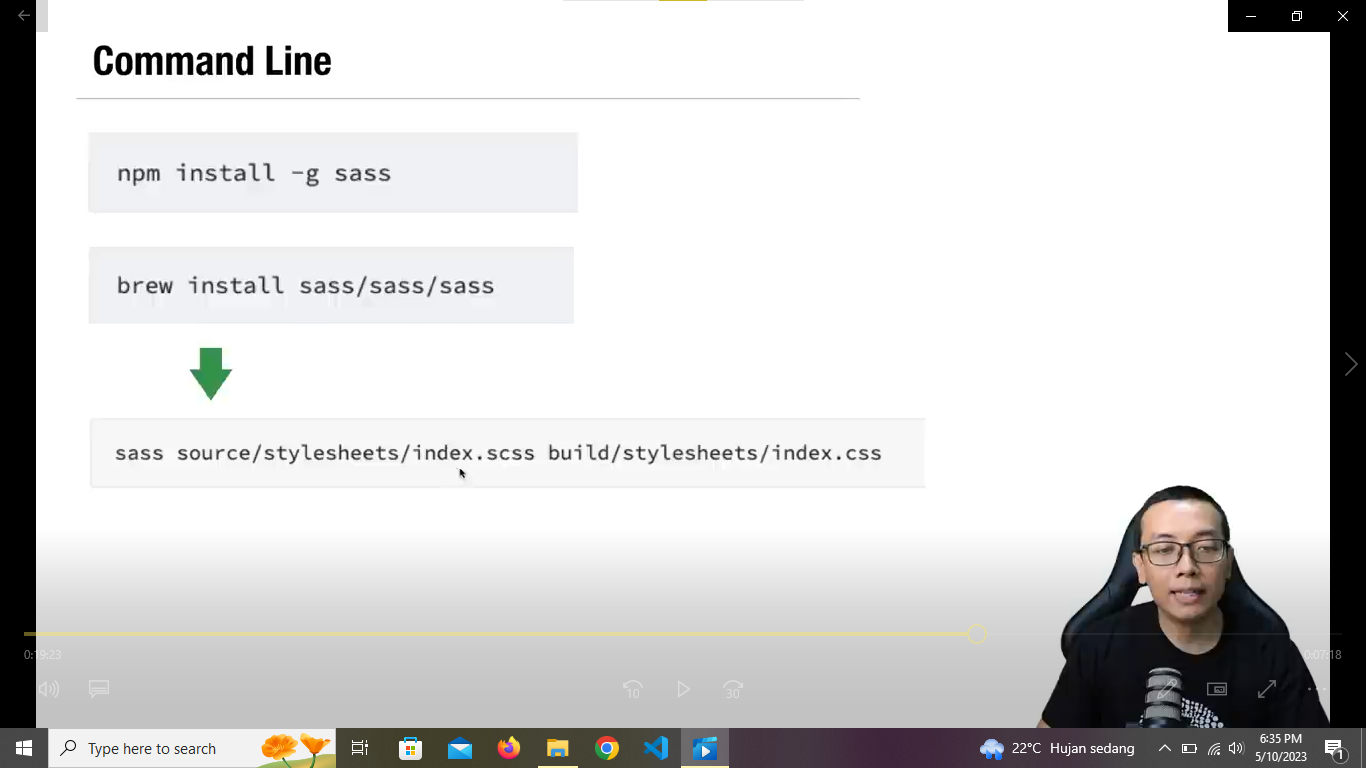 Command Line
npm install -g sass
brew install sass/sass/sass
sass source/stylesheets/index.scss build/stylesheets/index.css
0:19:23
0:07:18
10
30
Type here to search
22°C Hujan sedang
6:35 PM
5/10/2023
1